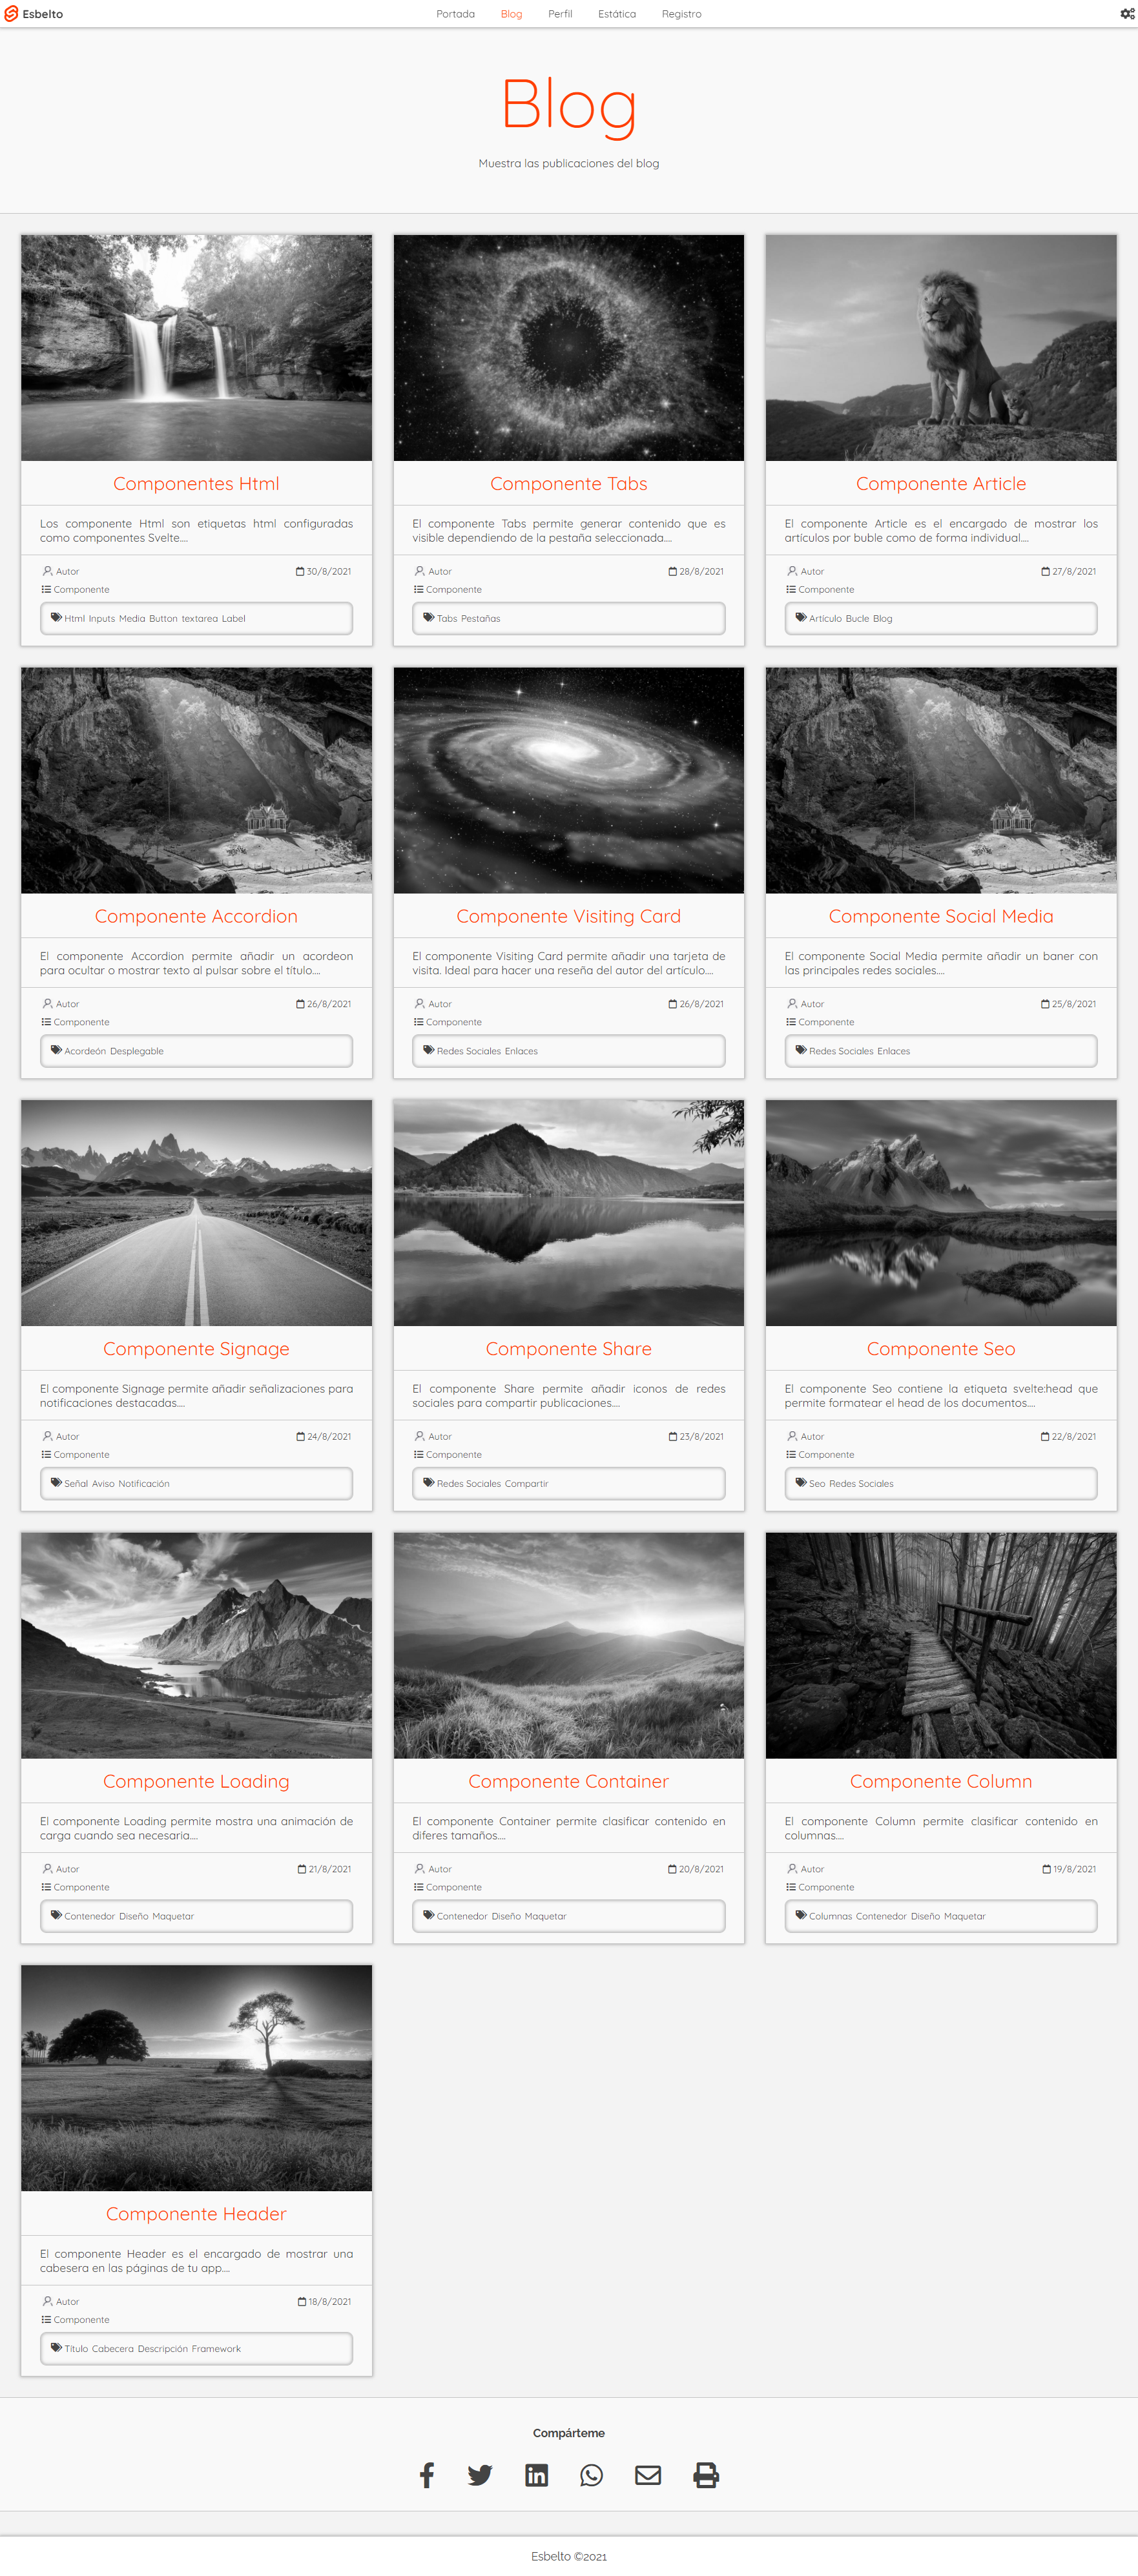 Esbelto
Portada Blog Perfil Estática Registro
Blog
Muestra las publicaciones del blog
Componentes Html
Los componente Html son etiquetas html configuradas
como componentes Svelte....
Autor 30/8/2021
Componente
Html Inputs Media Button textarea Label
Componente Tabs
El componente Tabs permite generar contenido que es
visible dependiendo de la pestaña seleccionada....
Autor 28/8/2021
Componente
Tabs Pestañas
Componente Article
El componente Article es el encargado de mostrar los
artículos por buble como de forma individual....
Autor 27/8/2021
Componente
Artículo Bucle Blog
Componente Accordion
El componente Accordion permite añadir un acordeon
para ocultar o mostrar texto al pulsar sobre el título....
Autor 26/8/2021
Componente
Acordeón Desplegable
Componente Visiting Card
El componente Visiting Card permite añadir una tarjeta de
visita. Ideal para hacer una reseña del autor del artículo....
Autor 26/8/2021
Componente
Redes Sociales Enlaces
Componente Social Media
El componente Social Media permite añadir un baner con
las principales redes sociales....
Autor 25/8/2021
Componente
Redes Sociales Enlaces
Componente Signage
El componente Signage permite añadir señalizaciones para
notificaciones destacadas....
Autor 24/8/2021
Componente
Señal Aviso Notificación
Componente Share
El componente Share permite añadir iconos de redes
sociales para compartir publicaciones....
Autor 23/8/2021
Componente
Redes Sociales Compartir
Componente Seo
El componente Seo contiene la etiqueta svelte:head que
permite formatear el head de los documentos....
Autor 22/8/2021
Componente
Seo Redes Sociales
Componente Loading
El componente Loading permite mostra una animación de
carga cuando sea necesaria....
Autor 21/8/2021
Componente
Contenedor Diseño Maquetar
Componente Container
El componente Container permite clasificar contenido en
diferes tamaños....
Autor 20/8/2021
Componente
Contenedor Diseño Maquetar
Componente Column
El componente Column permite clasificar contenido en
columnas....
Autor 19/8/2021
Componente
Columnas Contenedor Diseño Maquetar
Componente Header
El componente Header es el encargado de mostrar una
cabesera en las páginas de tu app....
Autor 18/8/2021
Componente
Título Cabecera Descripción Framework
Compárteme
Esbelto ©2021